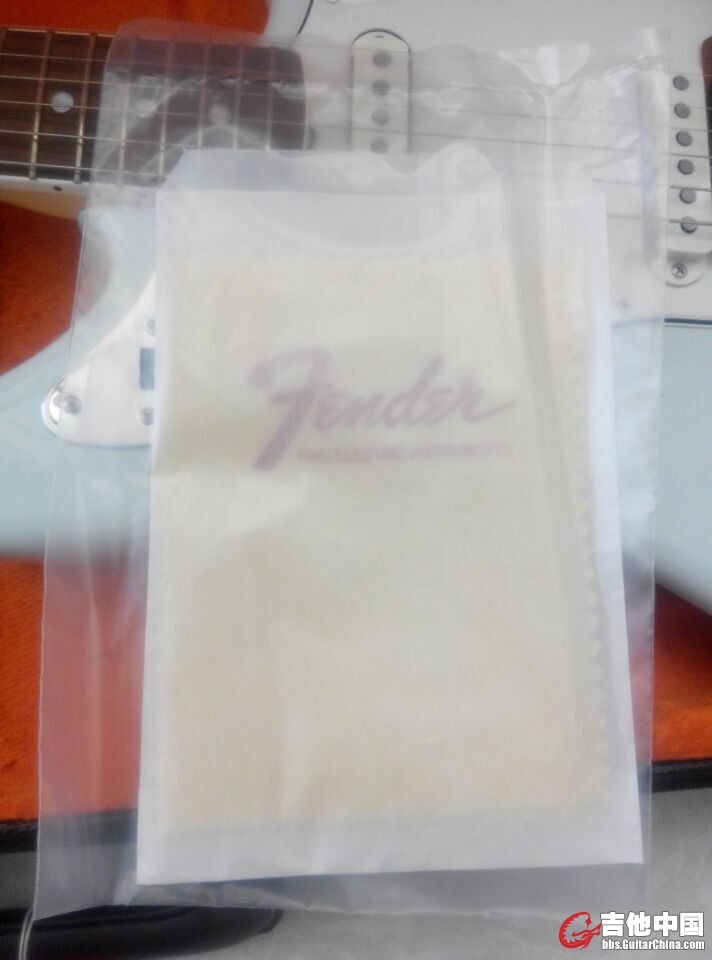 Fender
FINE ELECTRIC INSTRUMENTS
吉他中国
bbs.GuitarChina.com